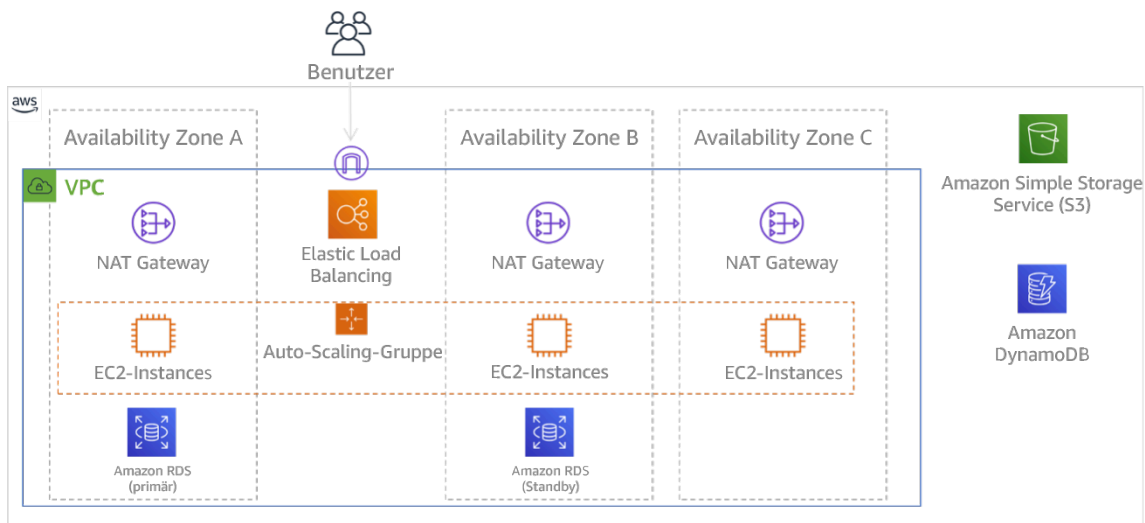 Benutzer
aws
Availability Zone A
Availability Zone B
Availability Zone C
VPC
Amazon Simple Storage
Service (S3)
NAT Gateway
Elastic Load
Balancing
NAT Gateway
NAT Gateway
Amazon
DynamoDB
Auto-Scaling-Gruppe
EC2-Instances
EC2-Instances
EC2-Instances
Amazon RDS
(primär)
Amazon RDS
(Standby)